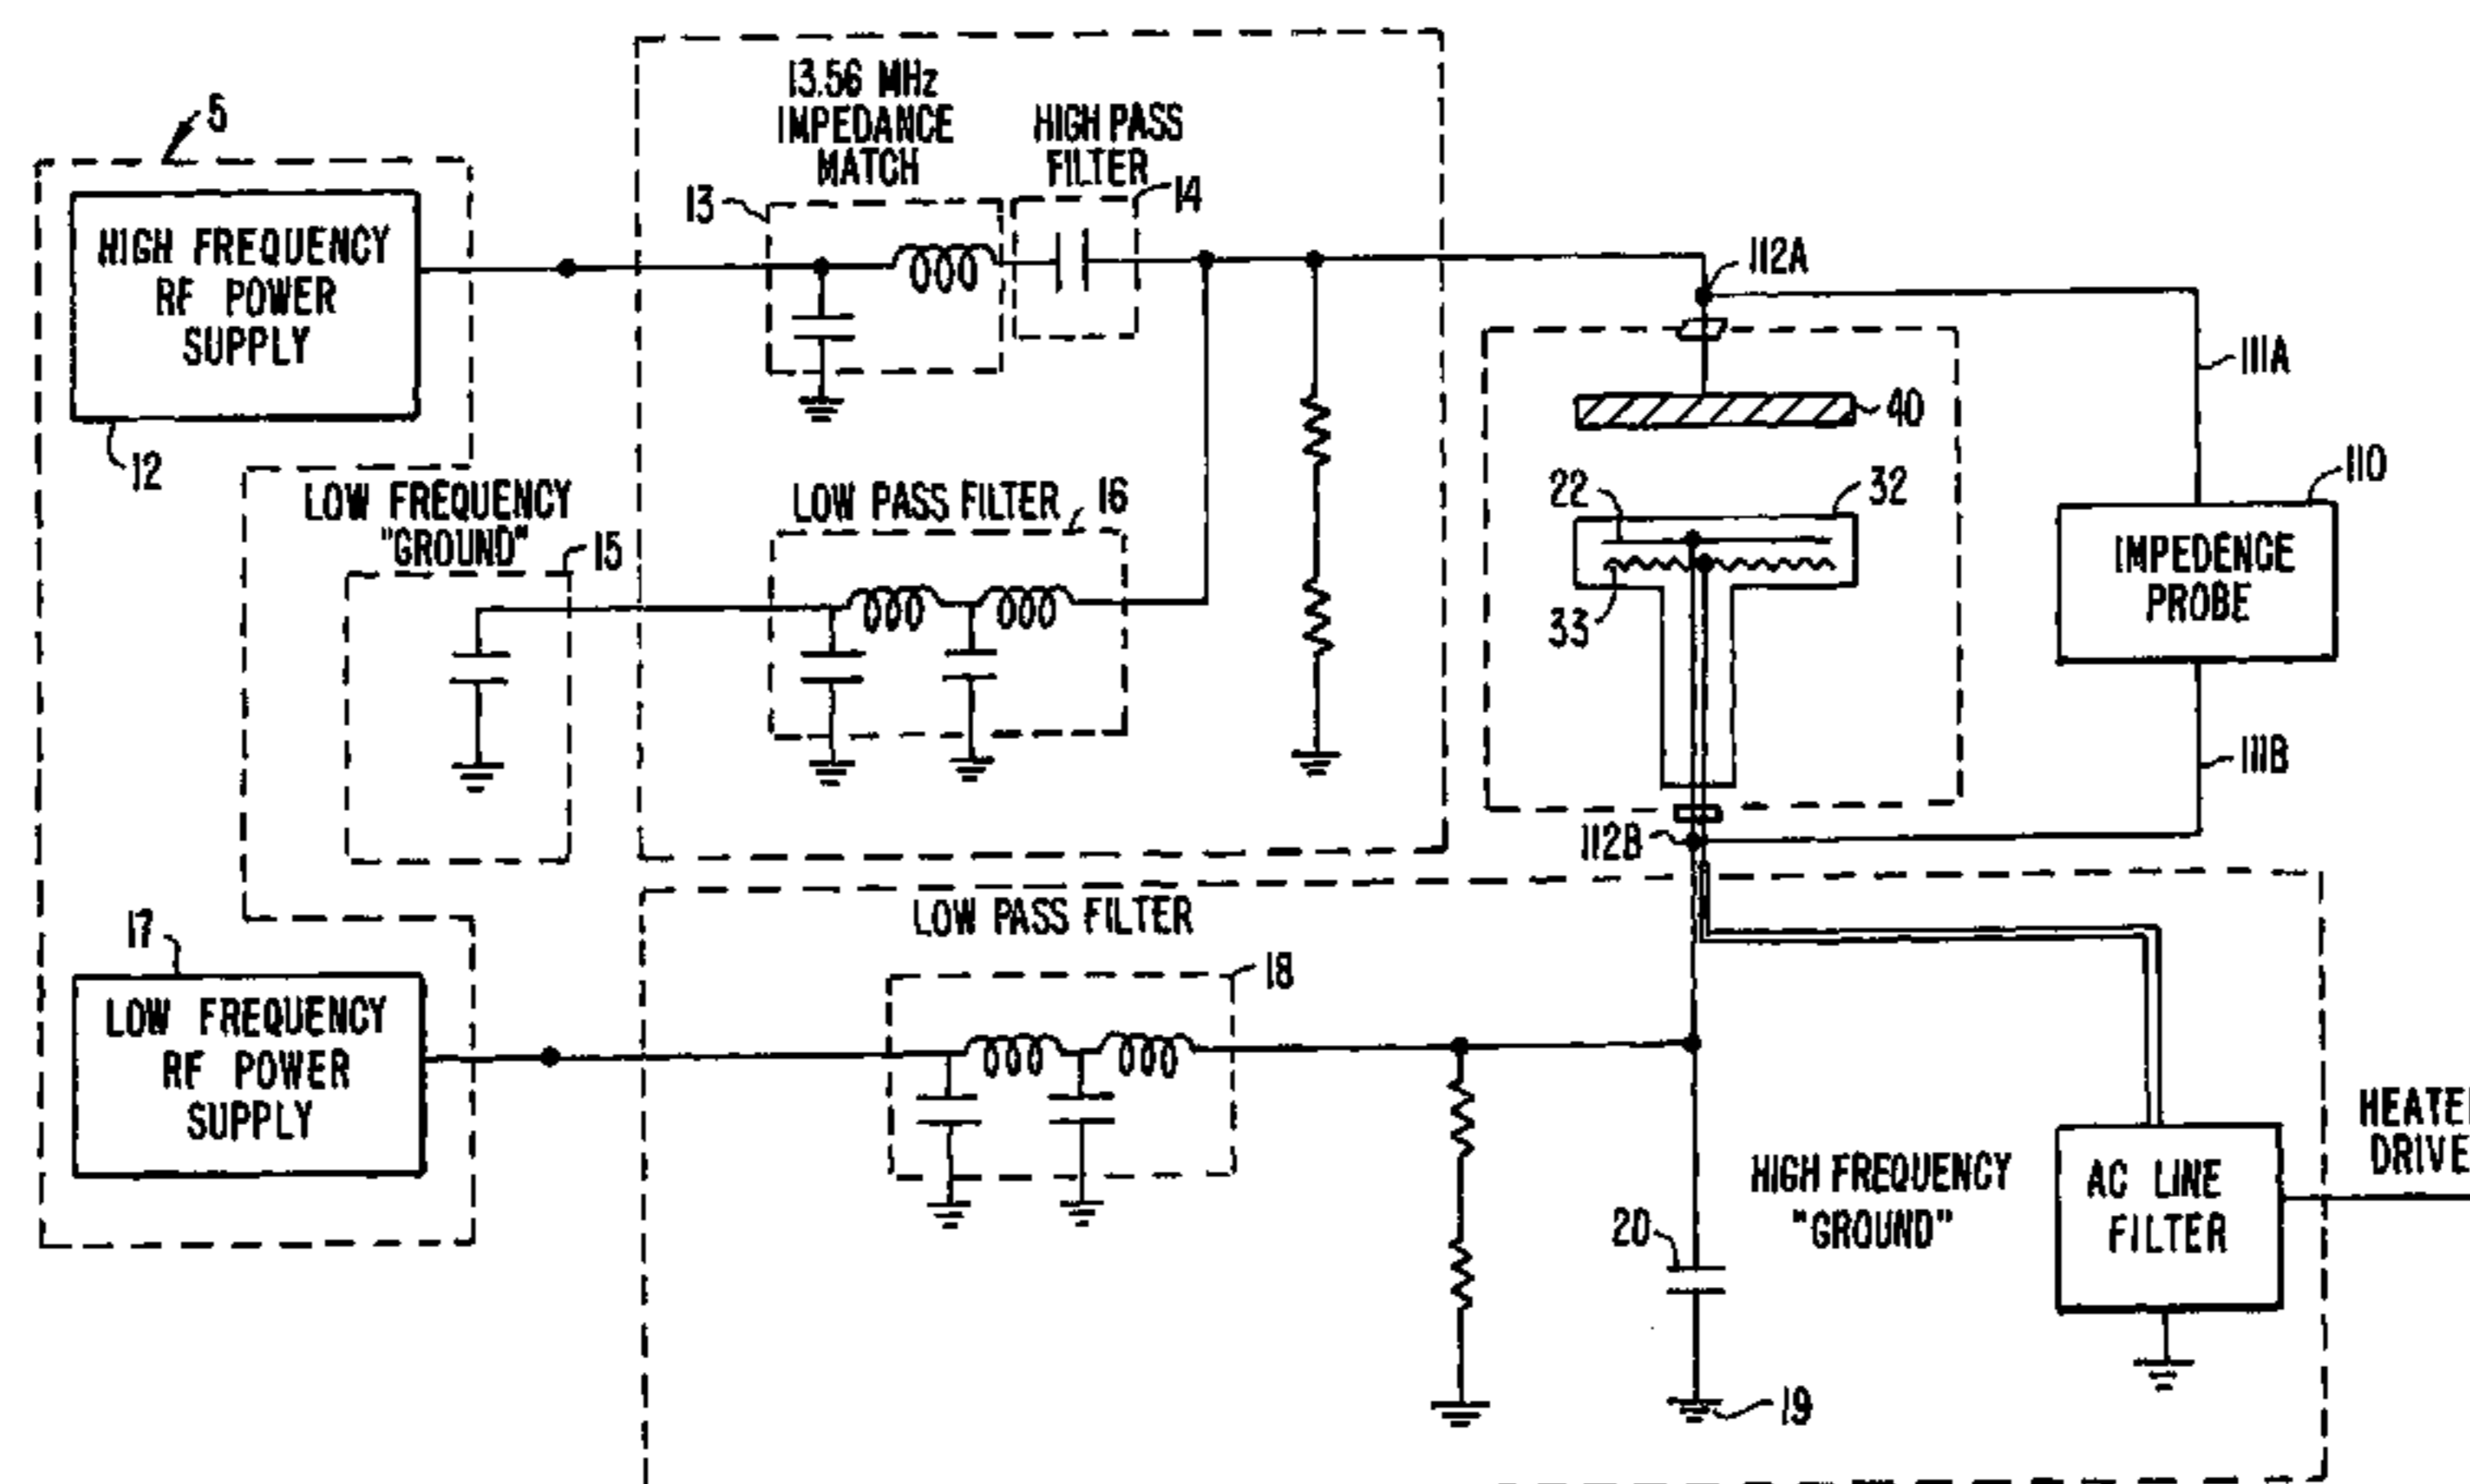 5
13.56 MHz
IMPEDANCE
MATCH
HIGH PASS
FILTER
13
14
HIGH FREQUENCY
RF POWER
SUPPLY
12
112A
111A
40
LOW FREQUENCY
"GROUND"
15
LOW PASS FILTER
16
22
32
33
110
IMPEDENCE
PROBE
111B
112B
17
LOW FREQUENCY
RF POWER
SUPPLY
LOW PASS FILTER
18
HIGH FREQUENCY
"GROUND"
20
19
AC LINE
FILTER
DRIVE